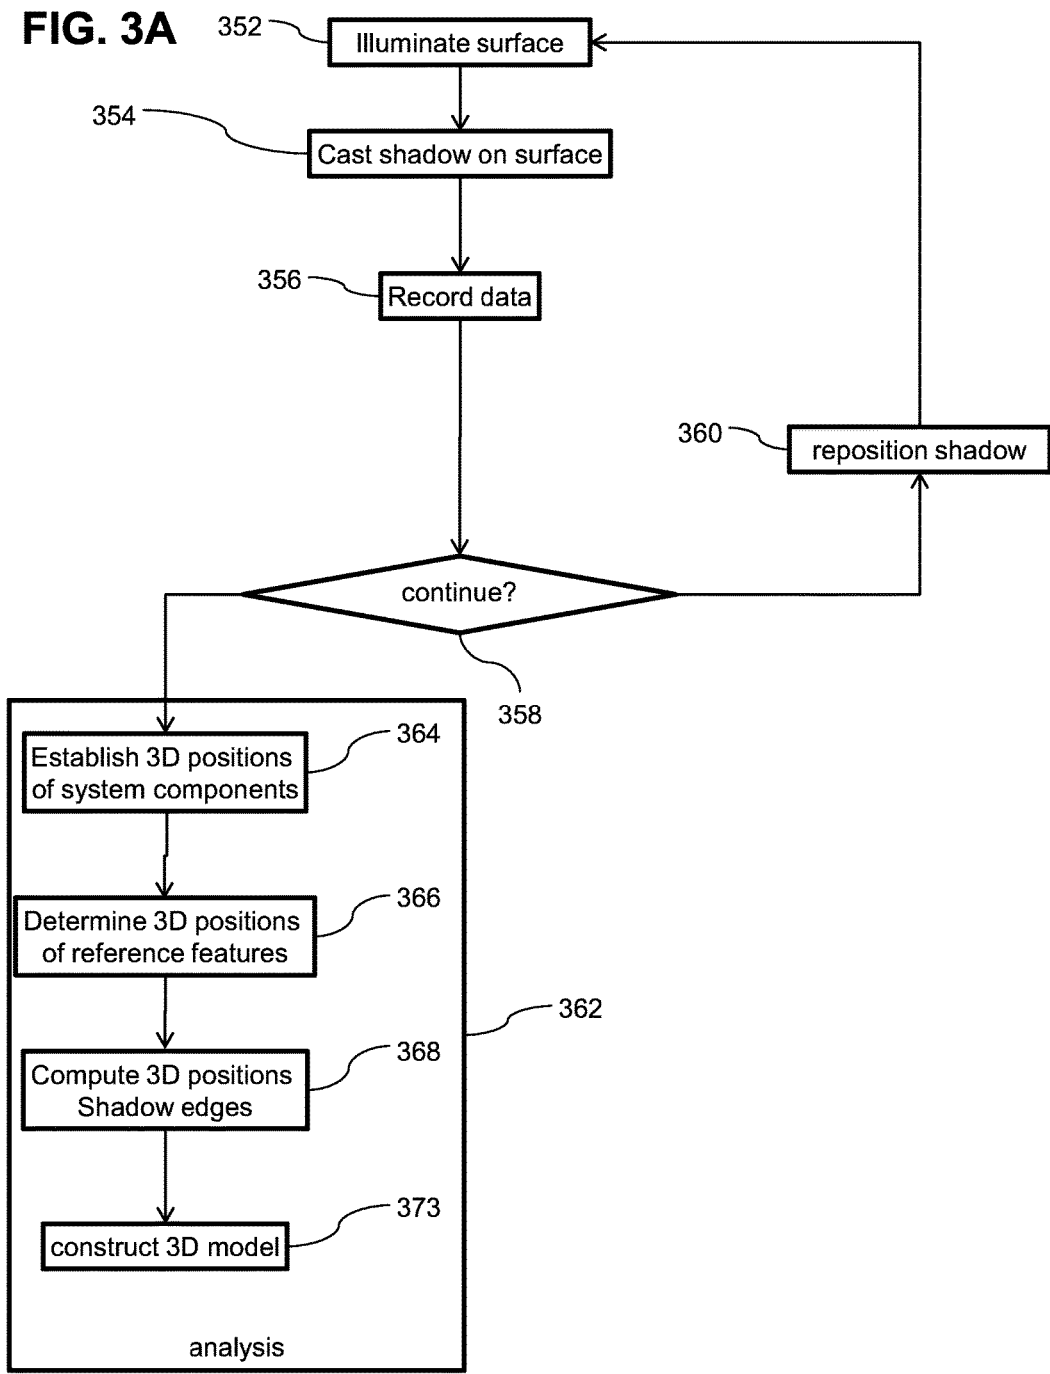 FIG. 3A
352
Illuminate surface
354
Cast shadow on surface
356
Record data
360
reposition shadow
continue?
358
364
Establish 3D positions
of system components
366
Determine 3D positions
of reference features
362
368
Compute 3D positions
Shadow edges
373
construct 3D model
analysis